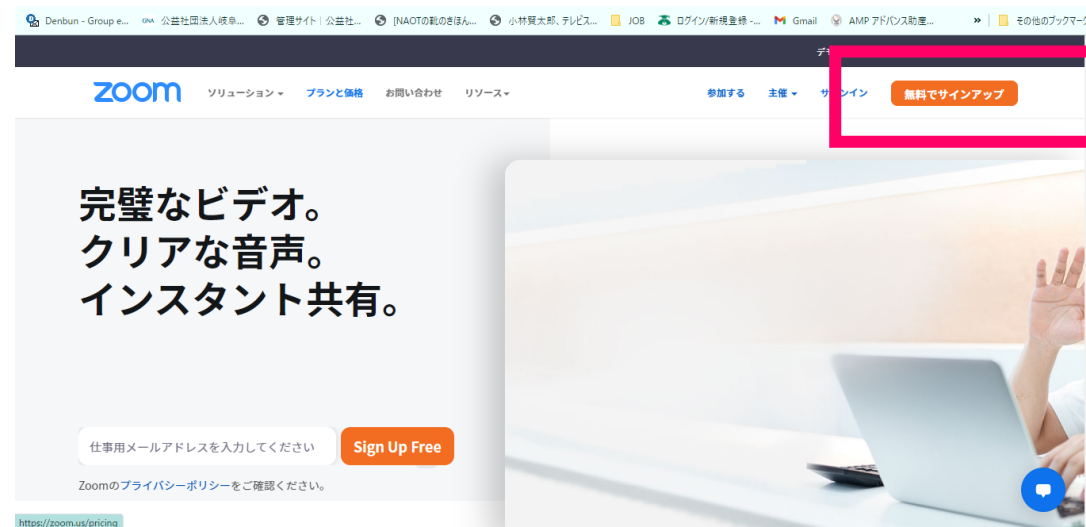 Denbun - Group e... GNA 公益社団法人岐阜... 管理サイト | 公益社... [NAOTの靴のきほん... 小林賢太郎、テレビス... JOB ログイン/新規登録 -... Gmail AMP アドバンス助産... » その他のブックマーク
デモ
zoom ソリューション プランと価格 お問い合わせ リソース 参加する 主催 サインイン 無料でサインアップ
完璧なビデオ。
クリアな音声。
インスタント共有。
仕事用メールアドレスを入力してください Sign Up Free
Zoomのプライバシーポリシーをご確認ください。
https://zoom.us/pricing